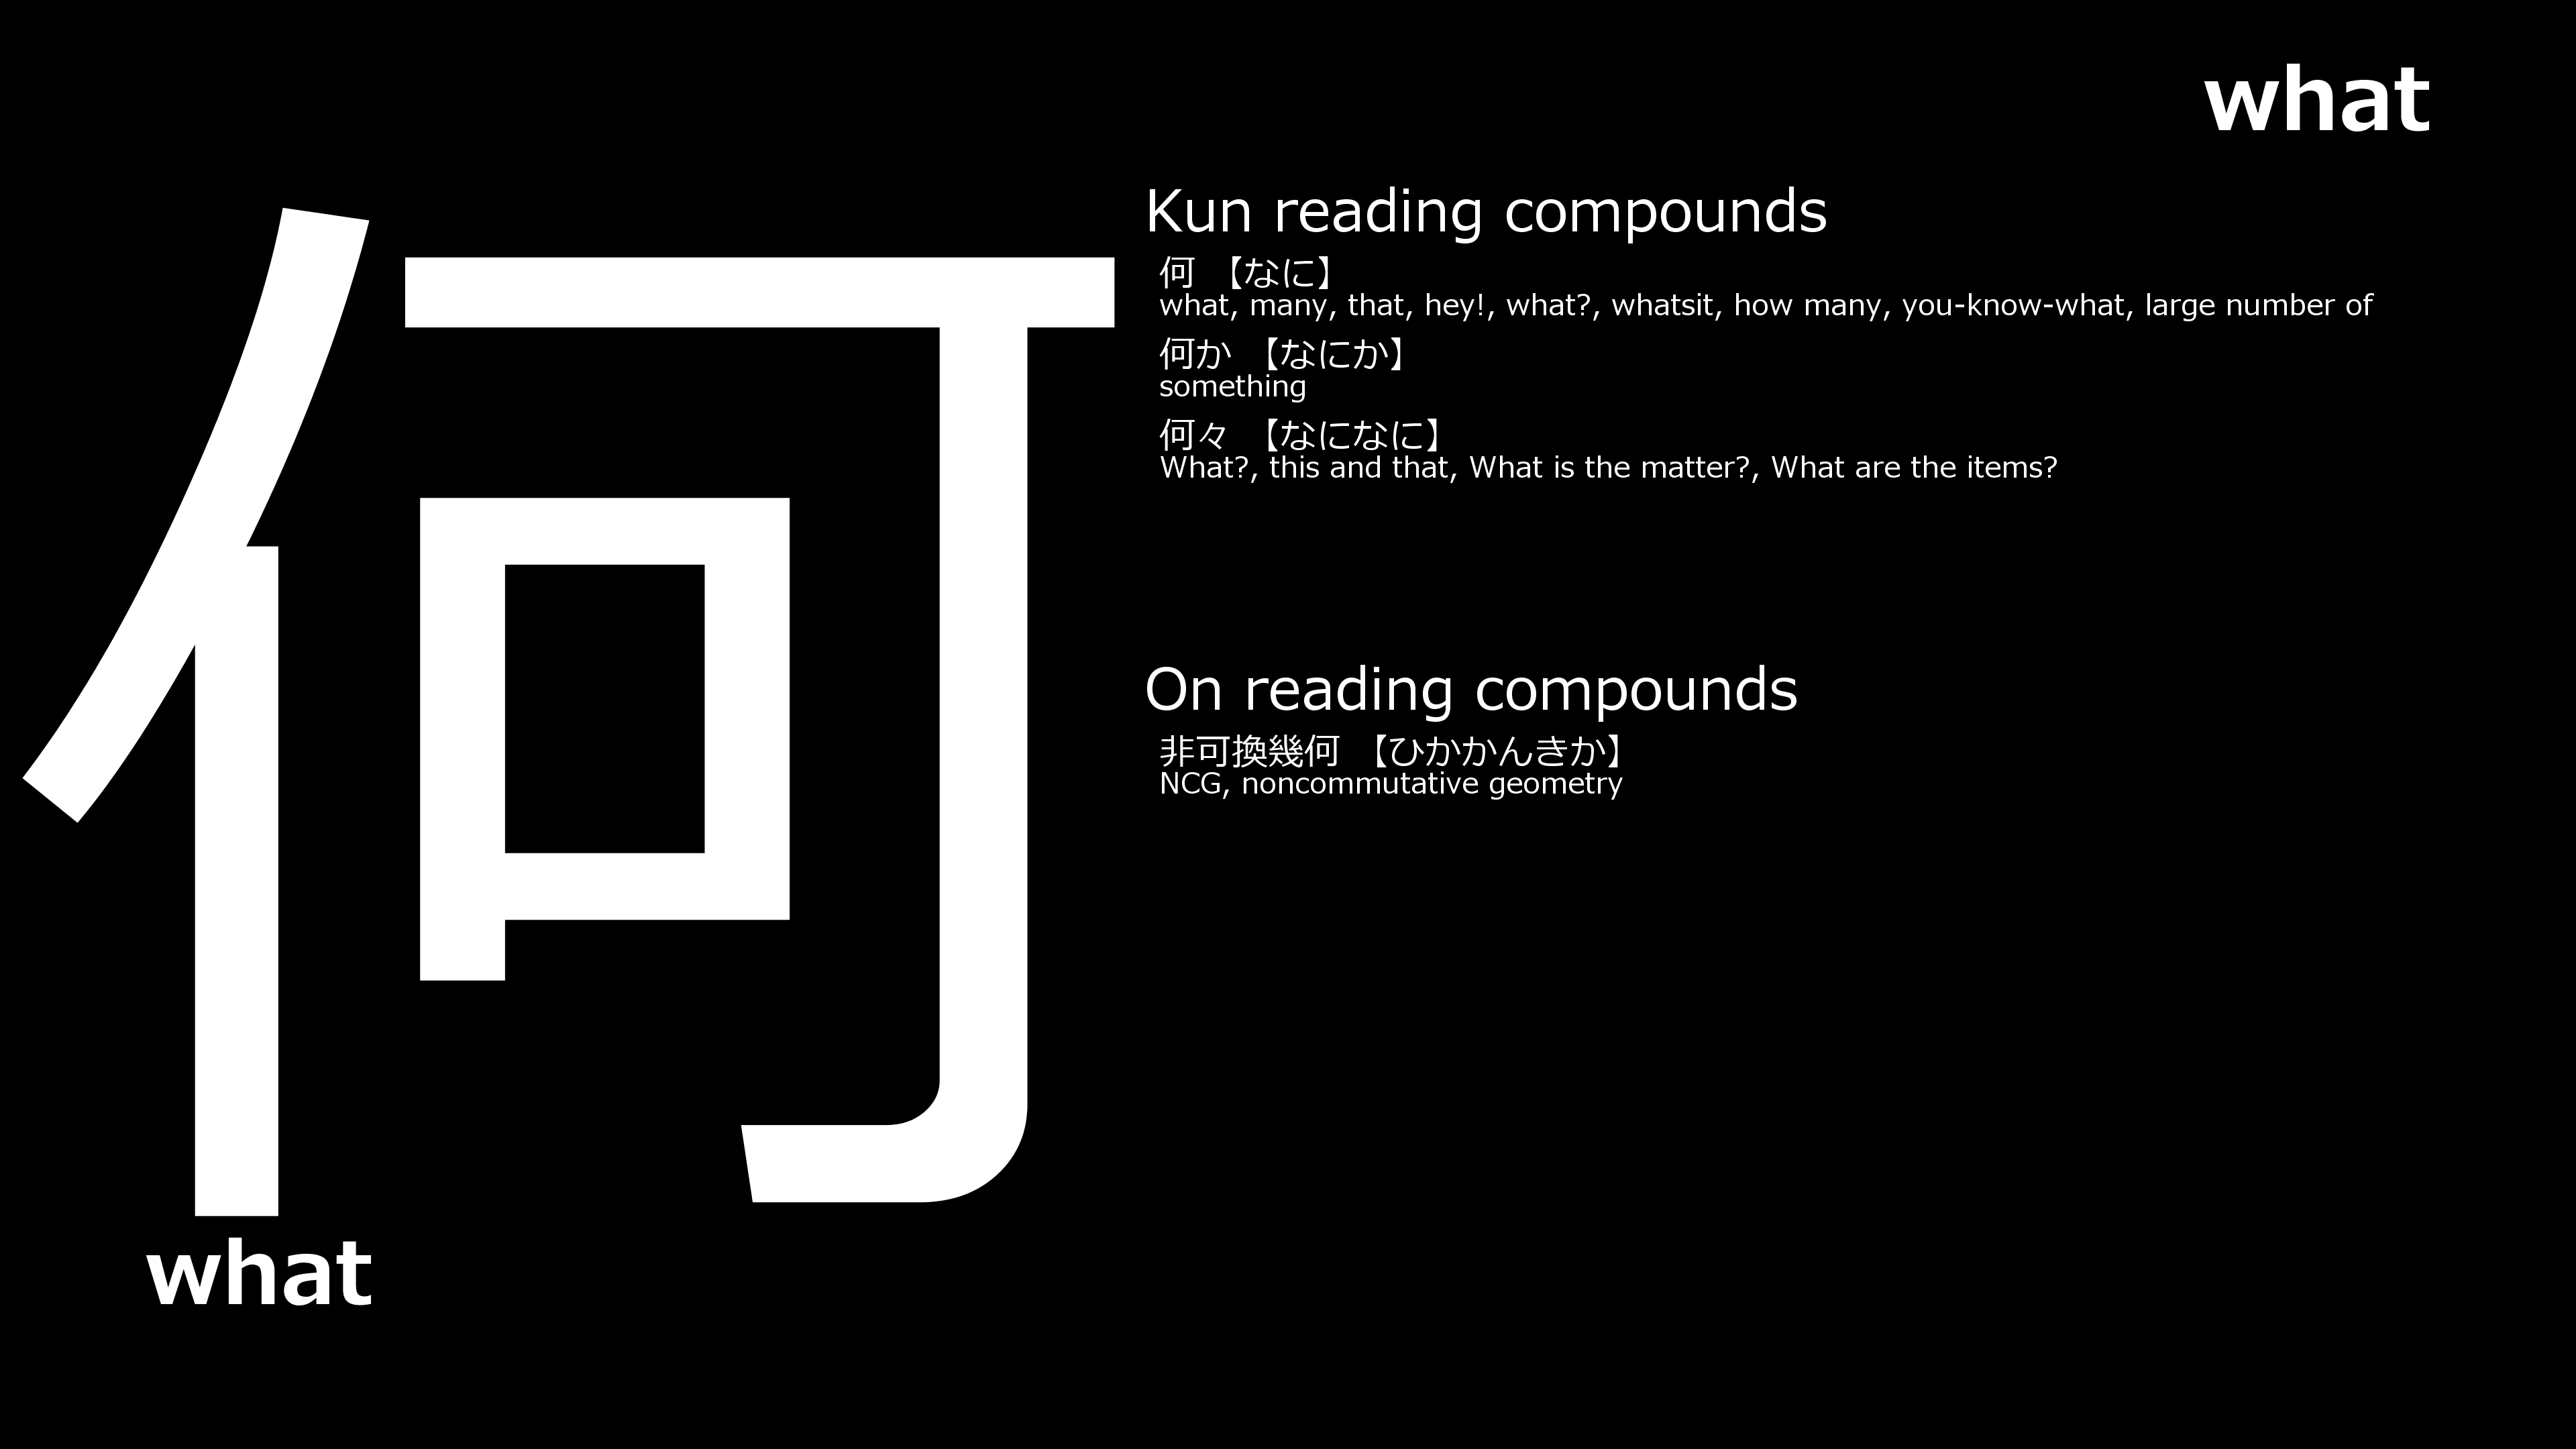 what
何
what
Kun reading compounds
何 【なに】
what, many, that, hey!, what?, whatsit, how many, you-know-what, large number of
何か 【なにか】
something
何々 【なになに】
What?, this and that, What is the matter?, What are the items?
On reading compounds
非可換幾何 【ひかかんきか】
NCG, noncommutative geometry